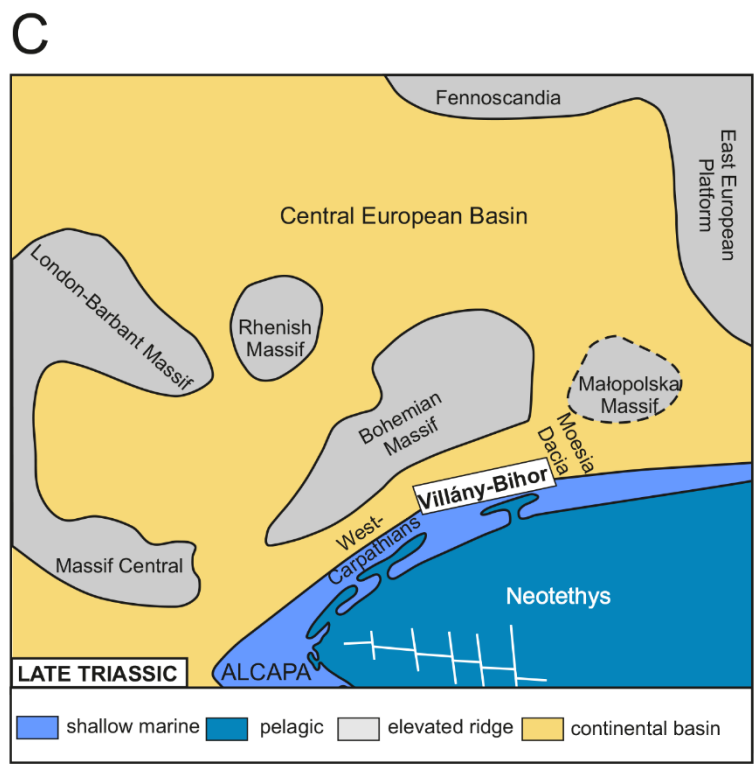 C
Fennoscandia
East European
Platform
Central European Basin
London-Barbant Massif
Rhenish
Massif
Małopolska
Massif
Bohemian
Massif
Moesia
Dacia
Villány-Bihor
West-
Carpathians
Massif Central
Neotethys
LATE TRIASSIC
ALCAPA
shallow marine
pelagic
elevated ridge
continental basin